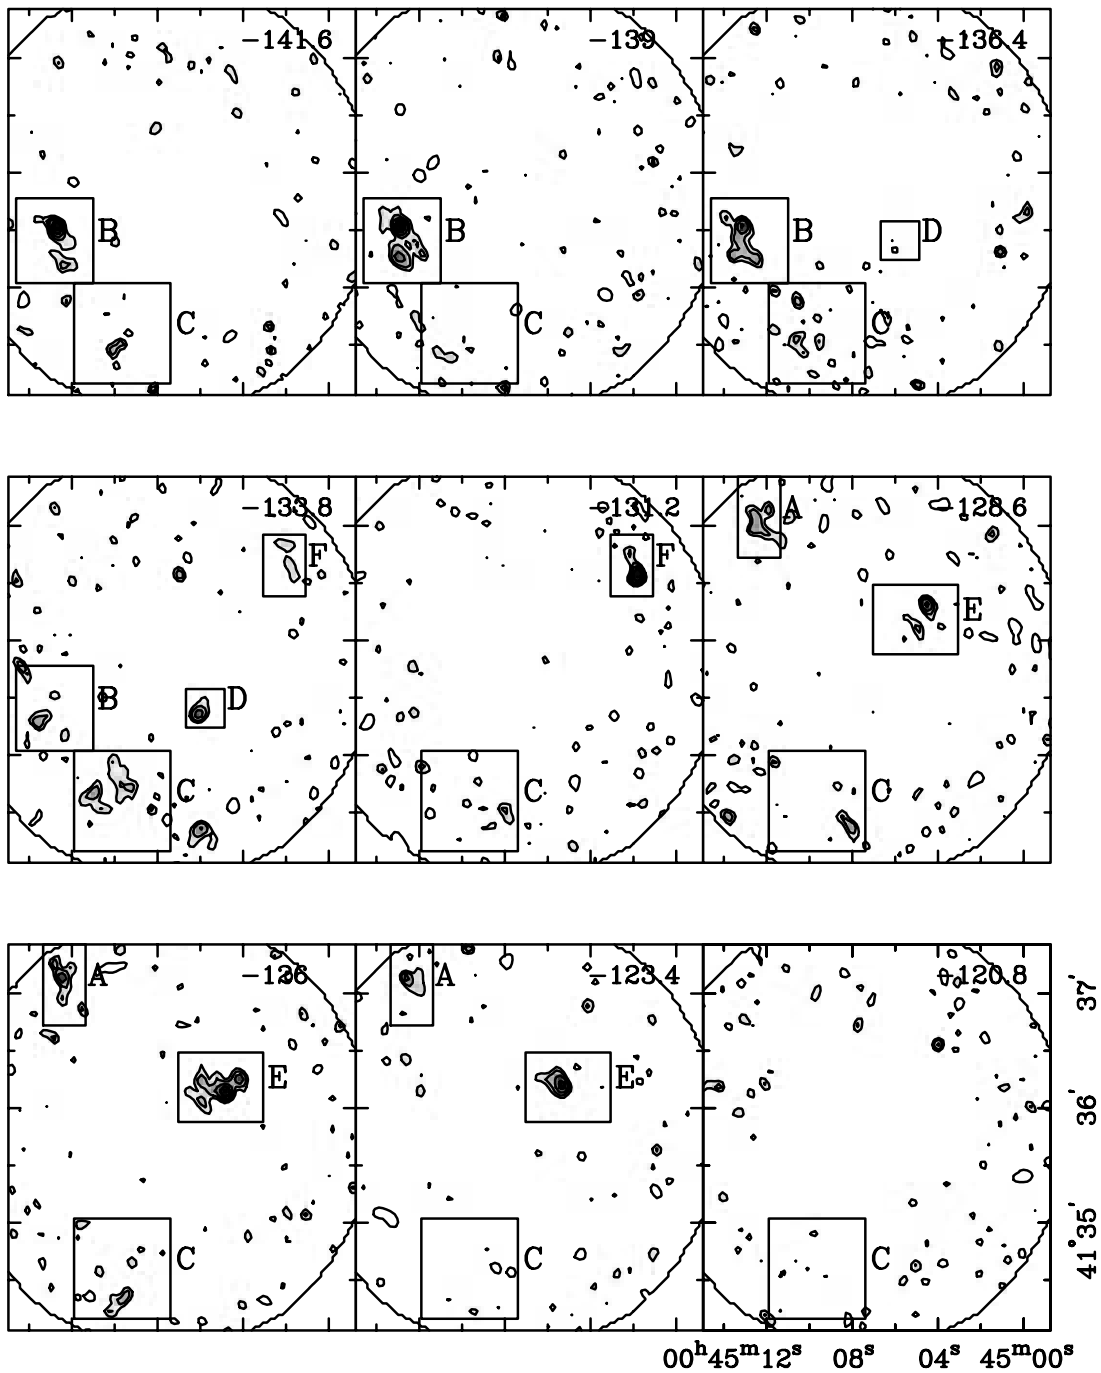 −141.6 −139 −136.4
B B B D
C C C
−133.8 −131.2 −128.6
A
F F
E
B D
C C C
−126 −123.4 −120.8
A A
E E
C C C
37′
36′
41°35′
00ʰ45ᵐ12ˢ 08ˢ 04ˢ 45ᵐ00ˢ